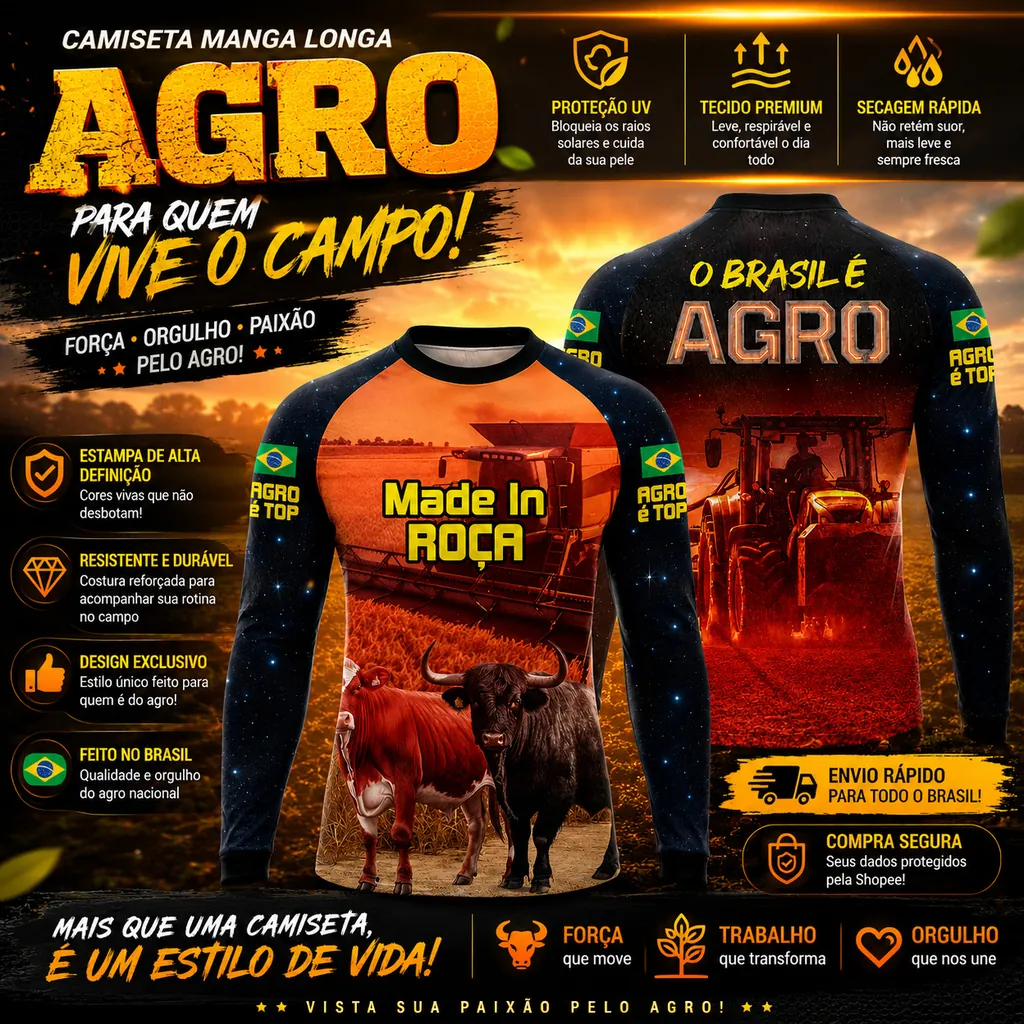 CAMISETA MANGA LONGA
AGRO
PARA QUEM
VIVE O CAMPO!
FORÇA • ORGULHO • PAIXÃO
PELO AGRO!
PROTEÇÃO UV
Bloqueia os raios
solares e cuida
da sua pele
TECIDO PREMIUM
Leve, respirável e
confortável o dia
todo
SECAGEM RÁPIDA
Não retém suor,
mais leve e
sempre fresca
O BRASIL É
AGRO
AGRO
é TOP
Made In
ROÇA
AGRO
é TOP
AGRO
é TOP
ESTAMPA DE ALTA
DEFINIÇÃO
Cores vivas que não
desbotam!
RESISTENTE E DURÁVEL
Costura reforçada para
acompanhar sua rotina
no campo
DESIGN EXCLUSIVO
Estilo único feito para
quem é do agro!
FEITO NO BRASIL
Qualidade e orgulho
do agro nacional
ENVIO RÁPIDO
PARA TODO O BRASIL!
COMPRA SEGURA
Seus dados protegidos
pela Shopee!
MAIS QUE UMA CAMISETA,
É UM ESTILO DE VIDA!
FORÇA
que move
TRABALHO
que transforma
ORGULHO
que nos une
VISTA SUA PAIXÃO PELO AGRO!